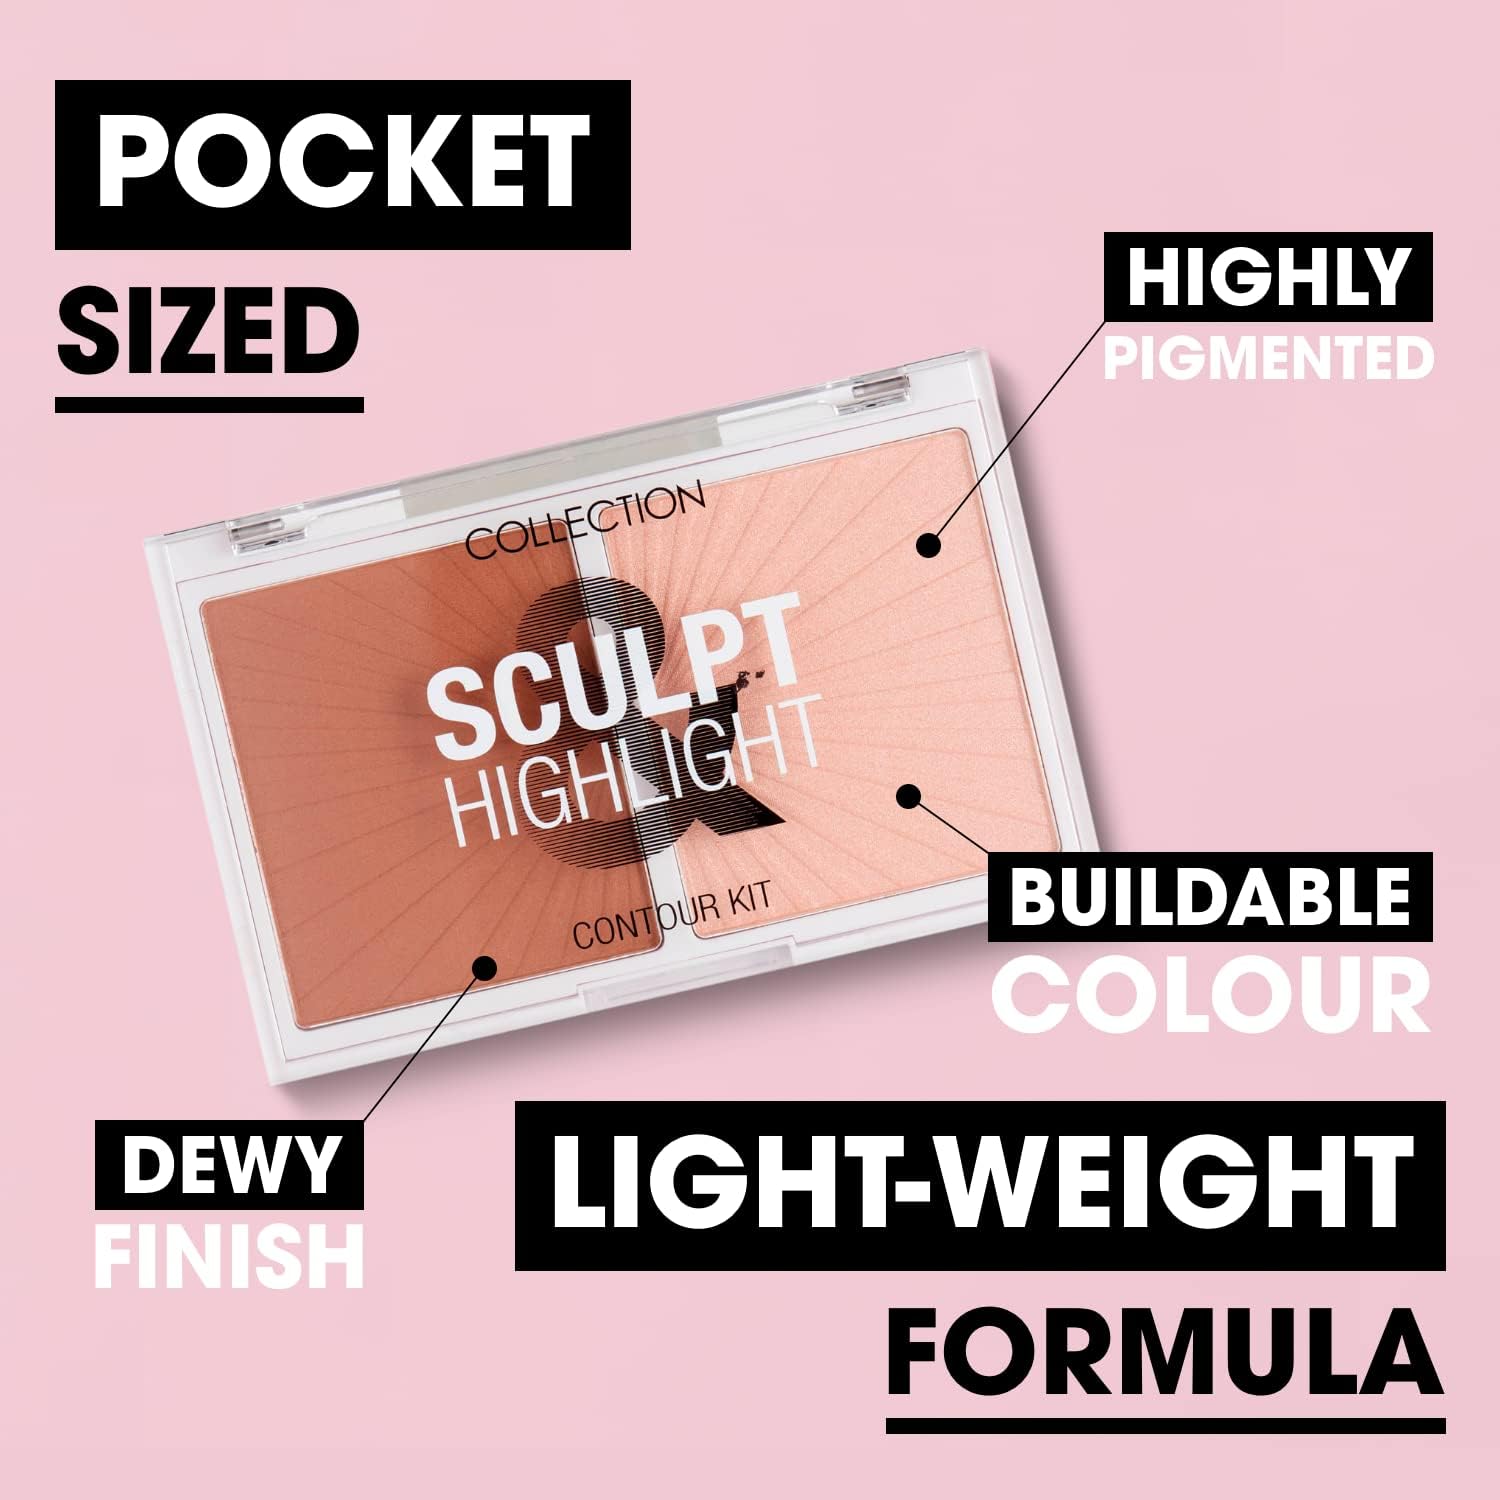 POCKET
SIZED
HIGHLY
PIGMENTED
COLLECTION
&
SCULPT
HIGHLIGHT
CONTOUR KIT
BUILDABLE
COLOUR
DEWY
FINISH
LIGHT-WEIGHT
FORMULA